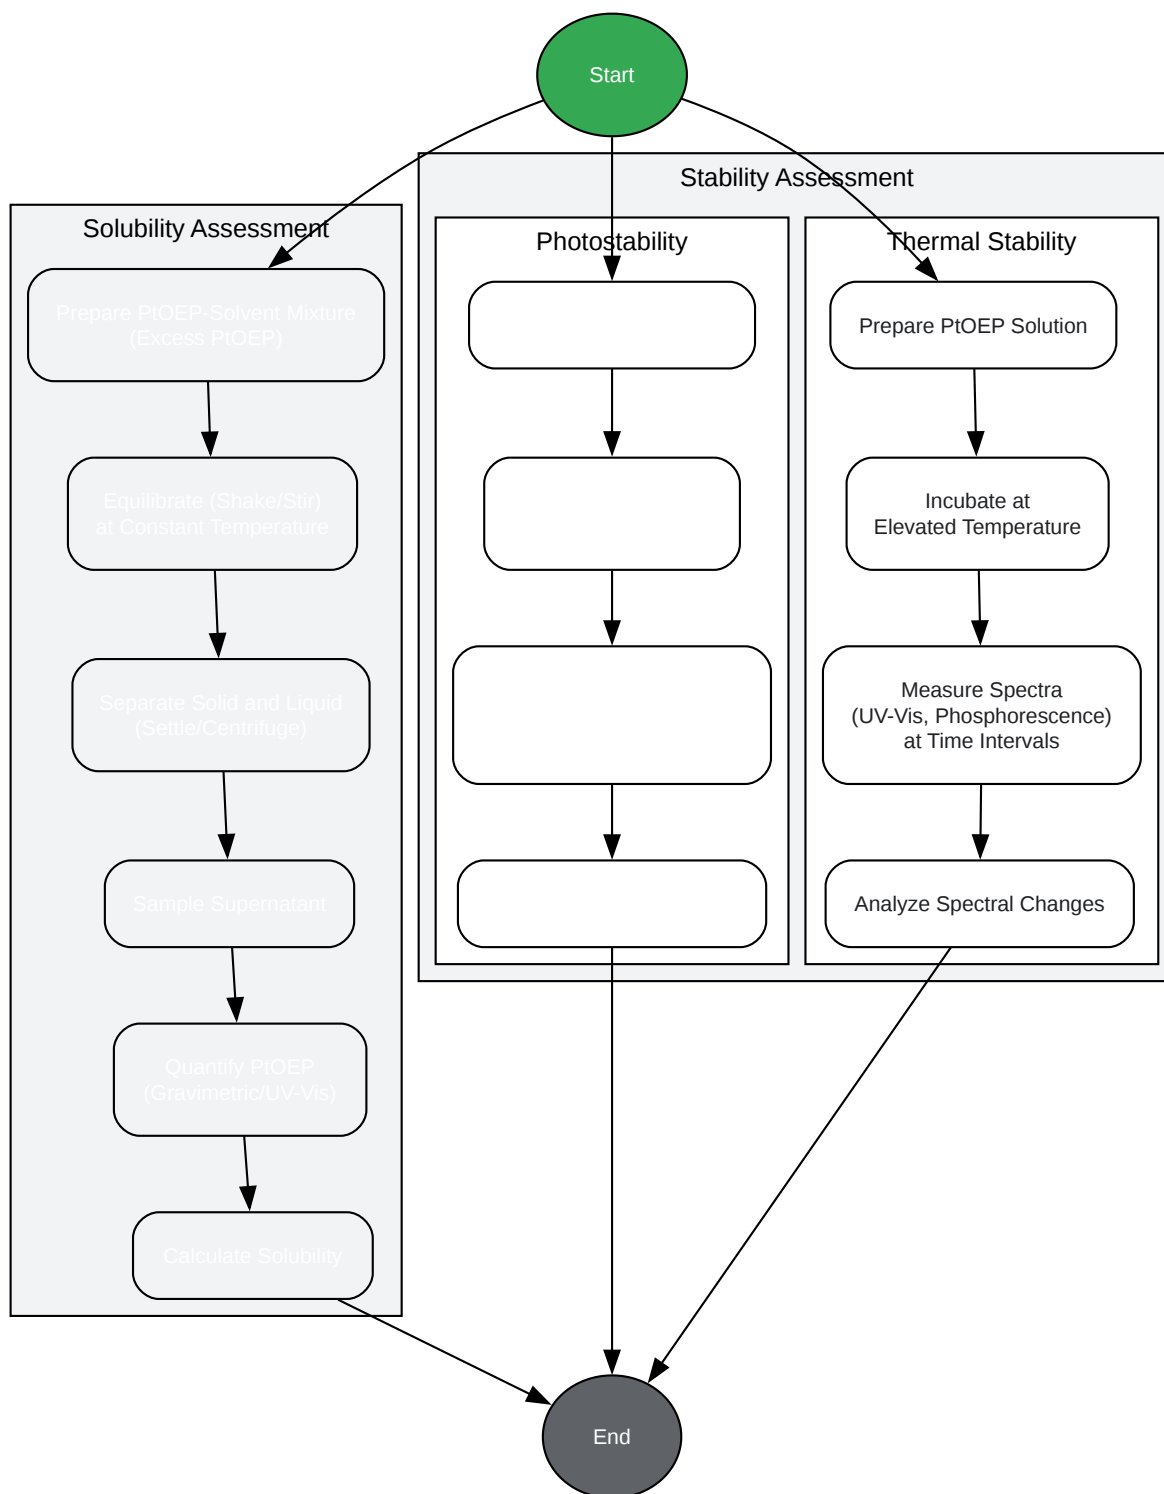 Start
Stability Assessment
Solubility Assessment
Photostability
Thermal Stability
Prepare PtOEP-Solvent Mixture
(Excess PtOEP)
Prepare PtOEP Solution
Equilibrate (Shake/Stir)
at Constant Temperature
Incubate at
Elevated Temperature
Separate Solid and Liquid
(Settle/Centrifuge)
Measure Spectra
(UV-Vis, Phosphorescence)
at Time Intervals
Sample Supernatant
Analyze Spectral Changes
Quantify PtOEP
(Gravimetric/UV-Vis)
Calculate Solubility
End